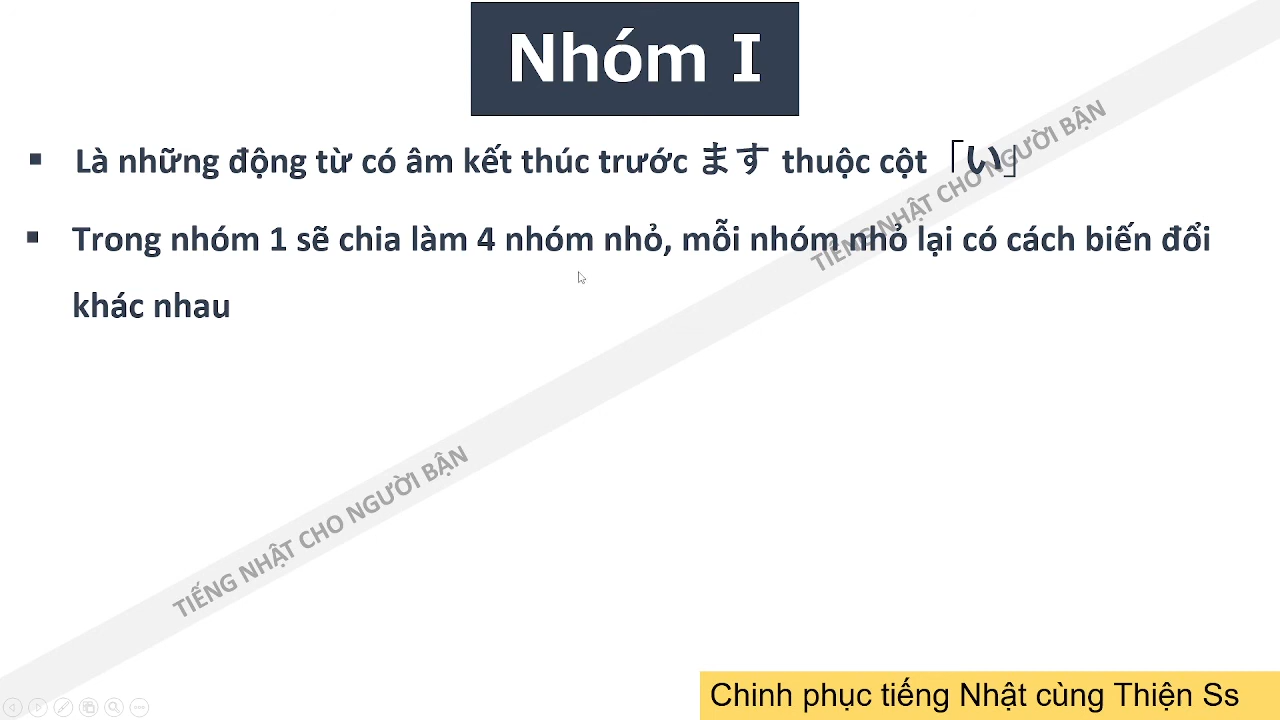 Nhóm I
▪ Là những động từ có âm kết thúc trước ます thuộc cột「い」
▪ Trong nhóm 1 sẽ chia làm 4 nhóm nhỏ, mỗi nhóm nhỏ lại có cách biến đổi
khác nhau
TIẾNG NHẬT CHO NGƯỜI BẬN
TIẾNG NHẬT CHO NGƯỜI BẬN
Chinh phục tiếng Nhật cùng Thiện Ss